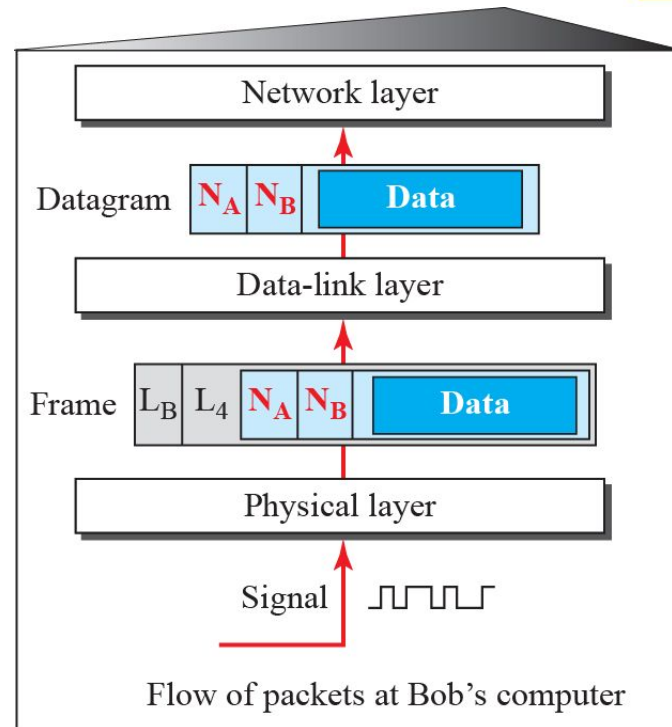 Network layer
Datagram N_A N_B Data
Data-link layer
Frame L_B L_4 N_A N_B Data
Physical layer
Signal
Flow of packets at Bob’s computer